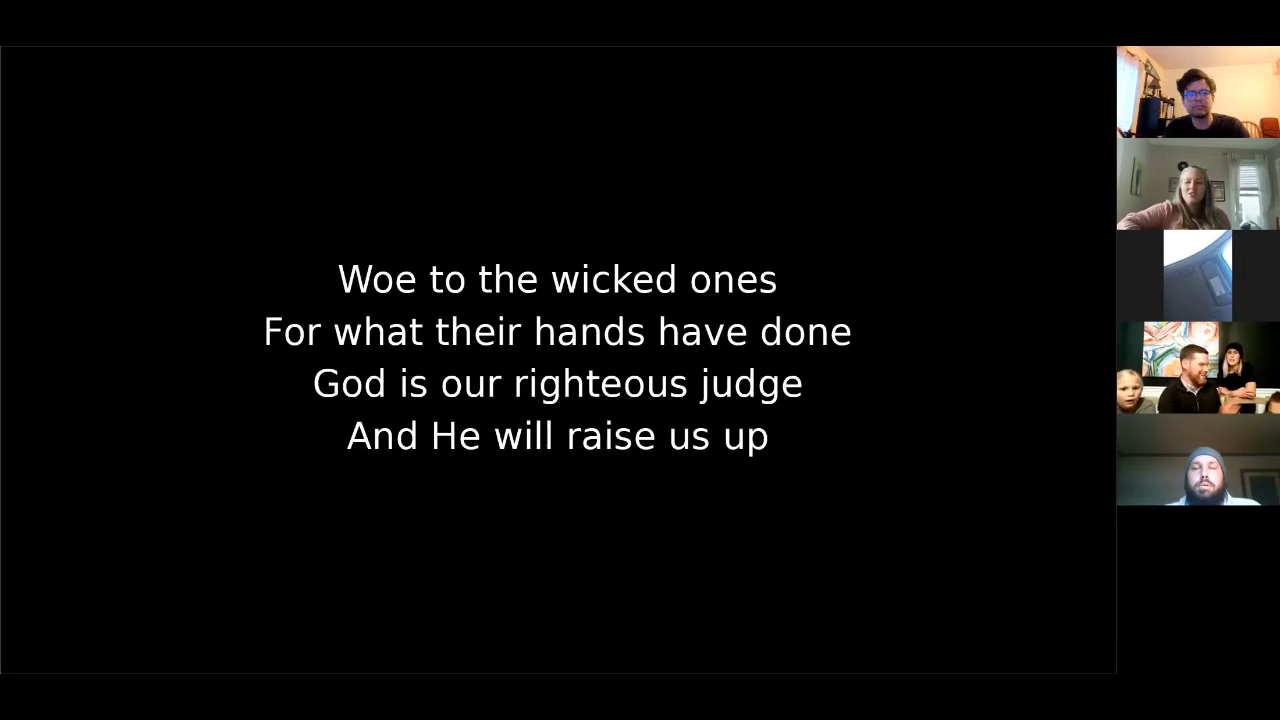 Woe to the wicked ones
For what their hands have done
God is our righteous judge
And He will raise us up